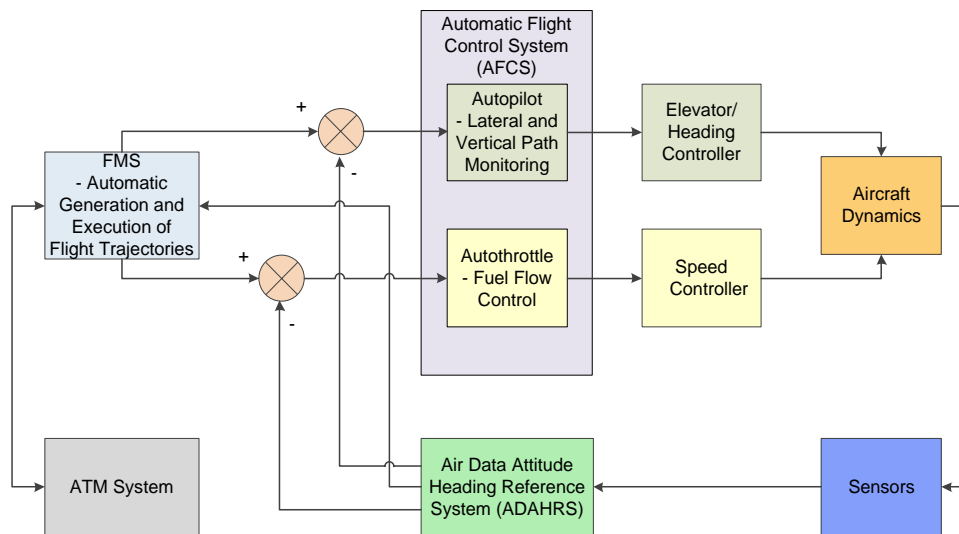 Automatic Flight
Control System
(AFCS)
+
Autopilot
- Lateral and
Vertical Path
Monitoring
Elevator/
Heading
Controller
-
FMS
- Automatic
Generation and
Execution of
Flight Trajectories
Aircraft
Dynamics
+
Autothrottle
- Fuel Flow
Control
Speed
Controller
-
ATM System
Air Data Attitude
Heading Reference
System (ADAHRS)
Sensors